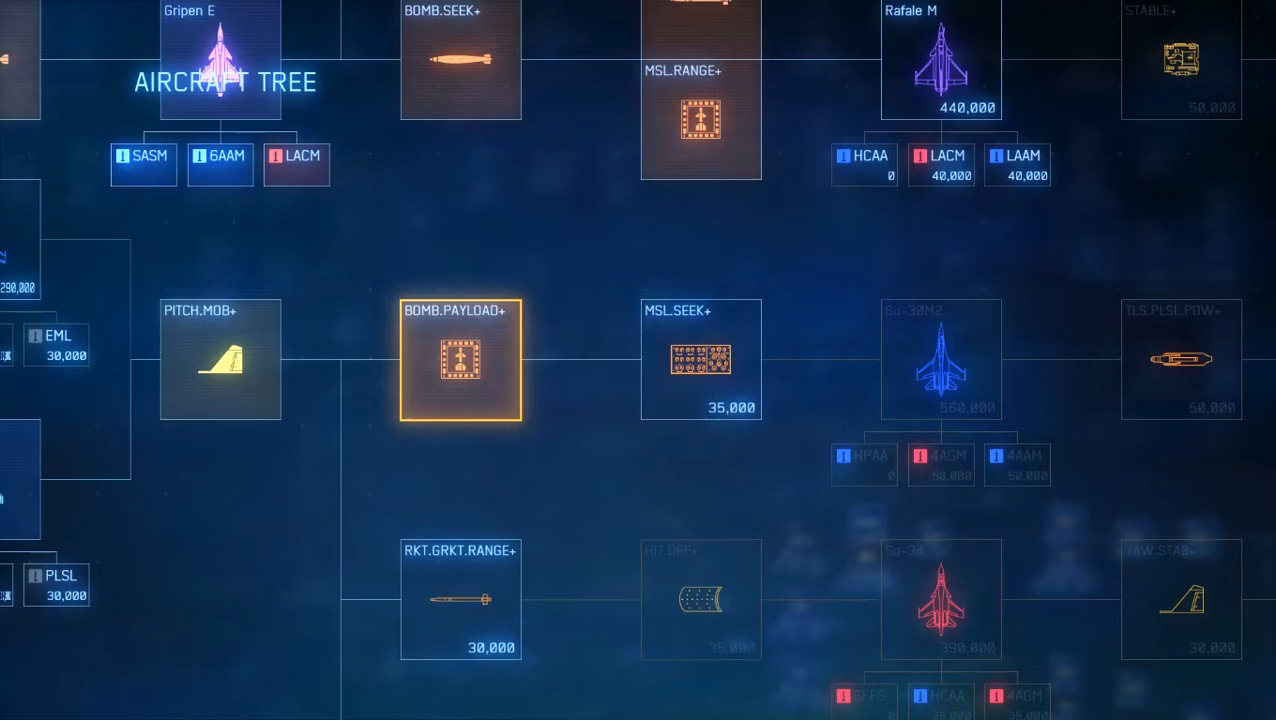 Gripen E
BOMB.SEEK+
Rafale M
STABLE+
MSL.RANGE+
AIRCRAFT TREE
440,000
50,000
I SASM
I 6AAM
I LACM
I HCAA
0
I LACM
40,000
I LAAM
40,000
290,000
PITCH.MOB+
BOMB.PAYLOAD+
MSL.SEEK+
Su-30M2
TLS.PLSL.POW+
I EML
30,000
35,000
560,000
50,000
I HPAA
0
I 4AGM
50,000
I 4AAM
50,000
RKT.GRKT.RANGE+
HIT.DEF+
Su-34
YAW.STAB+
I PLSL
30,000
30,000
35,000
390,000
30,000
I SFFS
0
I HCAA
35,000
I 4AGM
35,000